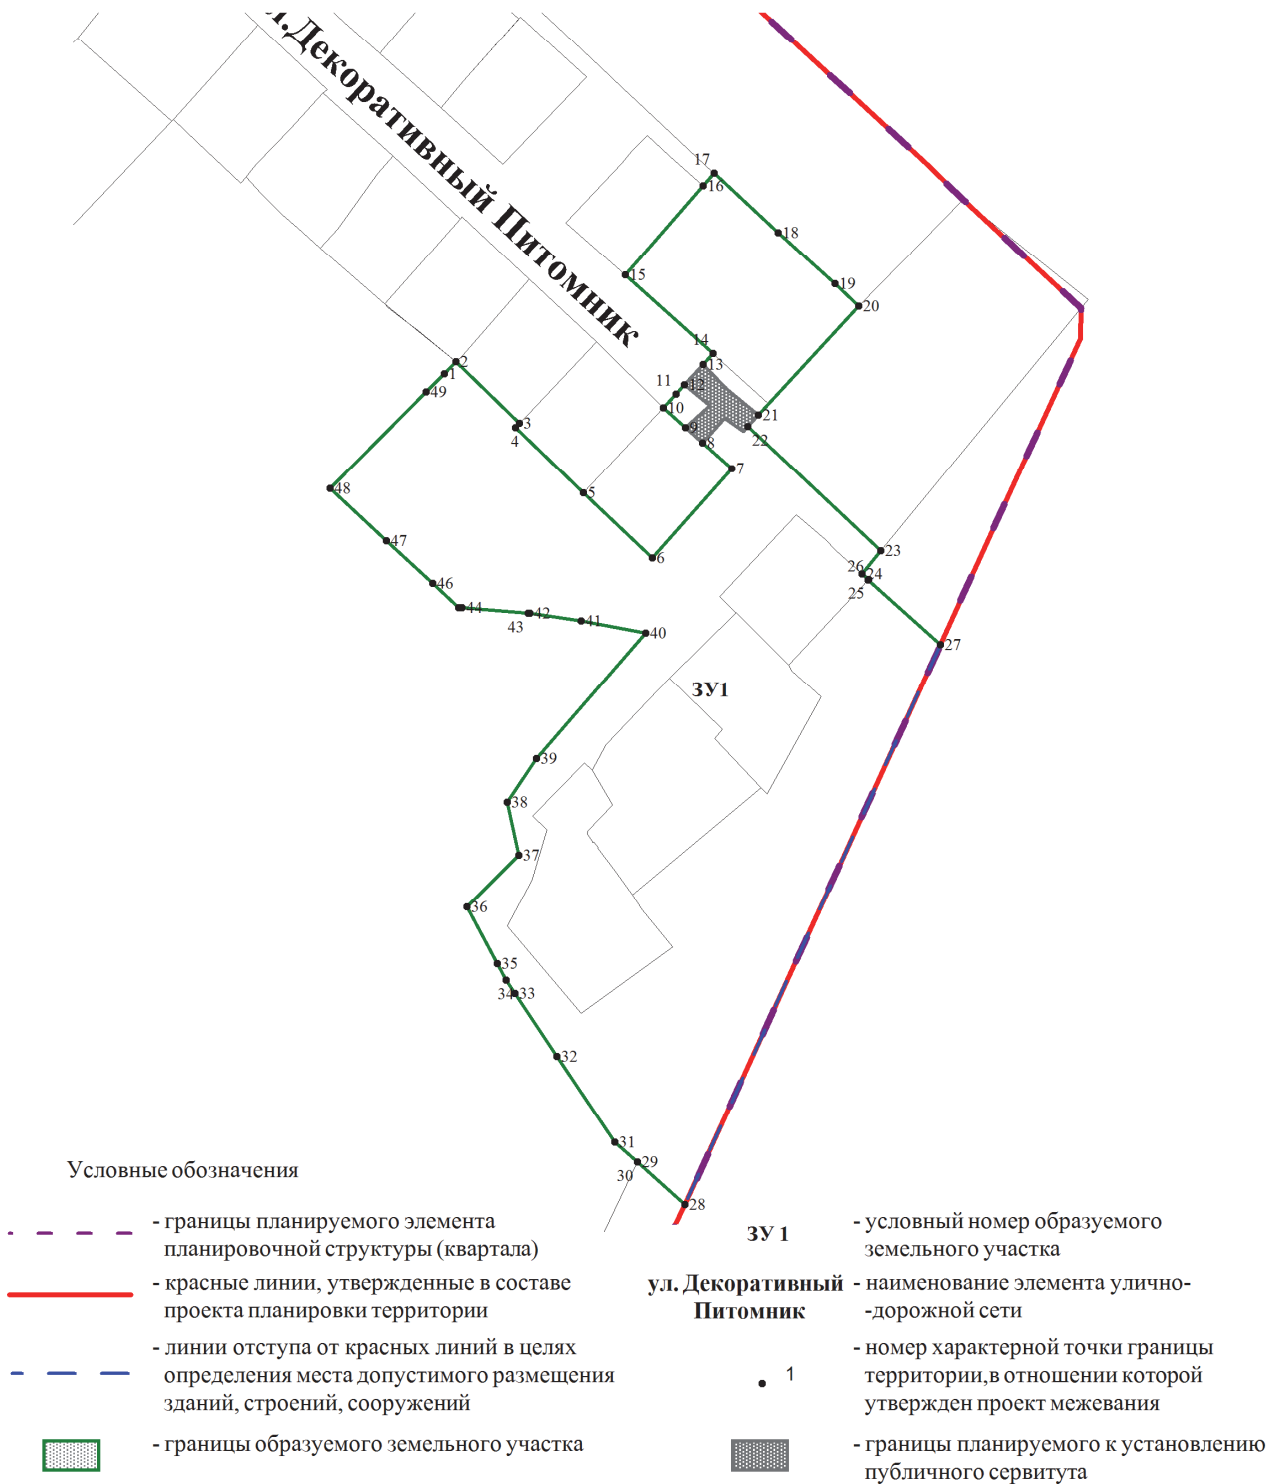 л.Декоративный Питомник
17
16
18
15
19
20
14
13
12
11
10
21
22
9
8
7
2
1
49
3
4
5
48
6
47
23
26
24
25
46
44
42
43
41
40
27
ЗУ1
39
38
37
36
35
34
33
32
31
29
30
28
Условные обозначения
- границы планируемого элемента
планировочной структуры (квартала)
- красные линии, утвержденные в составе
проекта планировки территории
- линии отступа от красных линий в целях
определения места допустимого размещения
зданий, строений, сооружений
- границы образуемого земельного участка
ЗУ 1
- условный номер образуемого
земельного участка
ул. Декоративный
Питомник
- наименование элемента улично-
-дорожной сети
1
- номер характерной точки границы
территории,в отношении которой
утвержден проект межевания
- границы планируемого к установлению
публичного сервитута